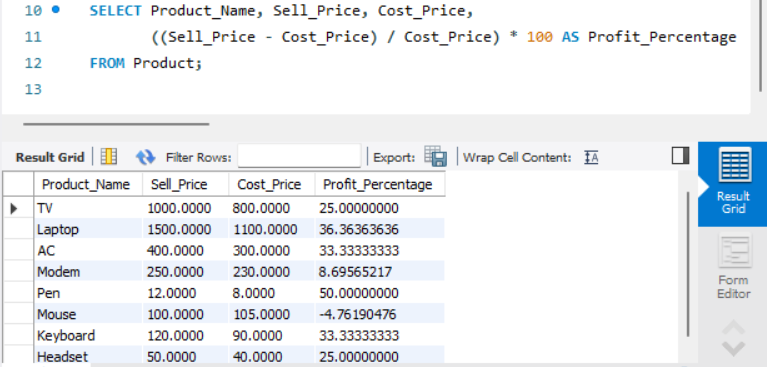 10 SELECT Product_Name, Sell_Price, Cost_Price,
11 ((Sell_Price - Cost_Price) / Cost_Price) * 100 AS Profit_Percentage
12 FROM Product;
13
Result Grid Filter Rows: Export: Wrap Cell Content: IA
Product_Name Sell_Price Cost_Price Profit_Percentage
TV 1000.0000 800.0000 25.00000000
Laptop 1500.0000 1100.0000 36.36363636
AC 400.0000 300.0000 33.33333333
Modem 250.0000 230.0000 8.69565217
Pen 12.0000 8.0000 50.00000000
Mouse 100.0000 105.0000 -4.76190476
Keyboard 120.0000 90.0000 33.33333333
Headset 50.0000 40.0000 25.00000000
Result
Grid
Form
Editor